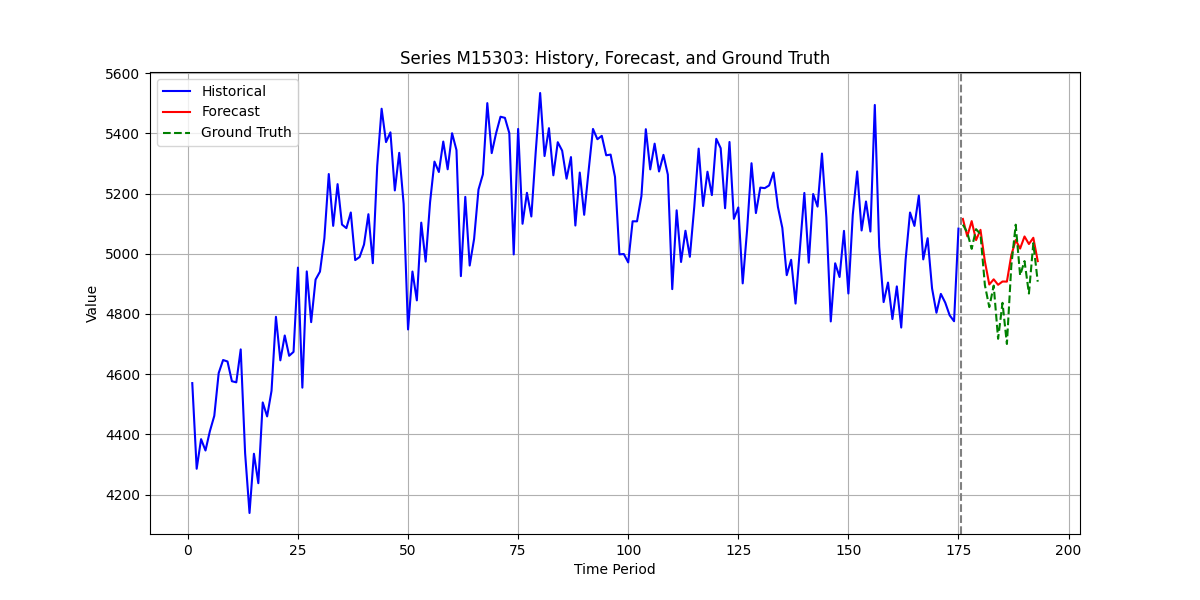 Series M15303: History, Forecast, and Ground Truth
Historical
Forecast
Ground Truth
5600
5400
5200
5000
4800
4600
4400
4200
Value
0 25 50 75 100 125 150 175 200
Time Period